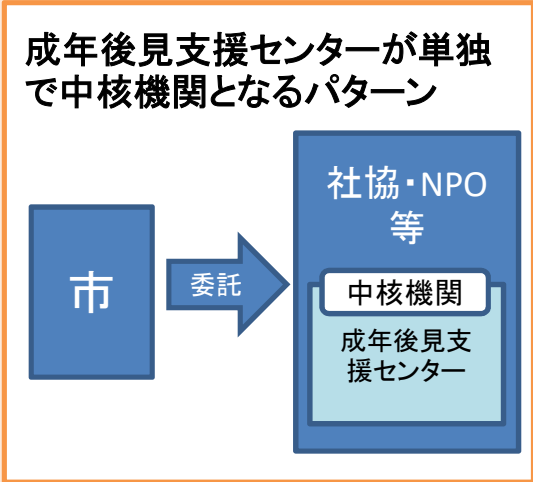 成年後見支援センターが単独
で中核機関となるパターン
市
委託
社協・NPO
等
中核機関
成年後見支
援センター